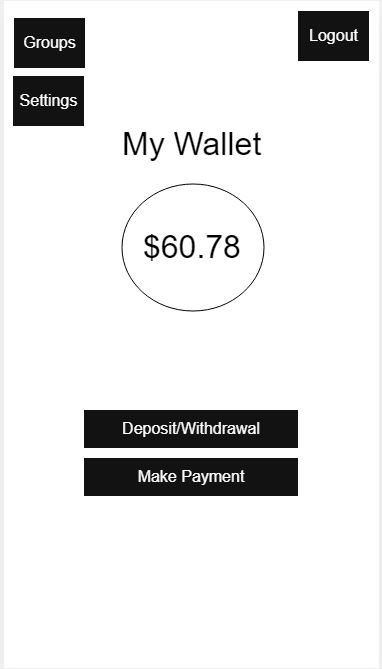 Groups
Logout
Settings
My Wallet
$60.78
Deposit/Withdrawal
Make Payment